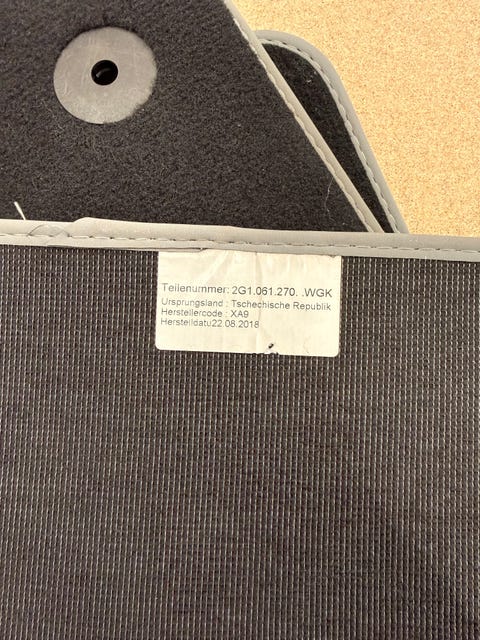 Teilenummer: 2G1.061.270. .WGK
Ursprungsland : Tschechische Republik
Herstellercode : XA9
Herstelldatu22.08.2018